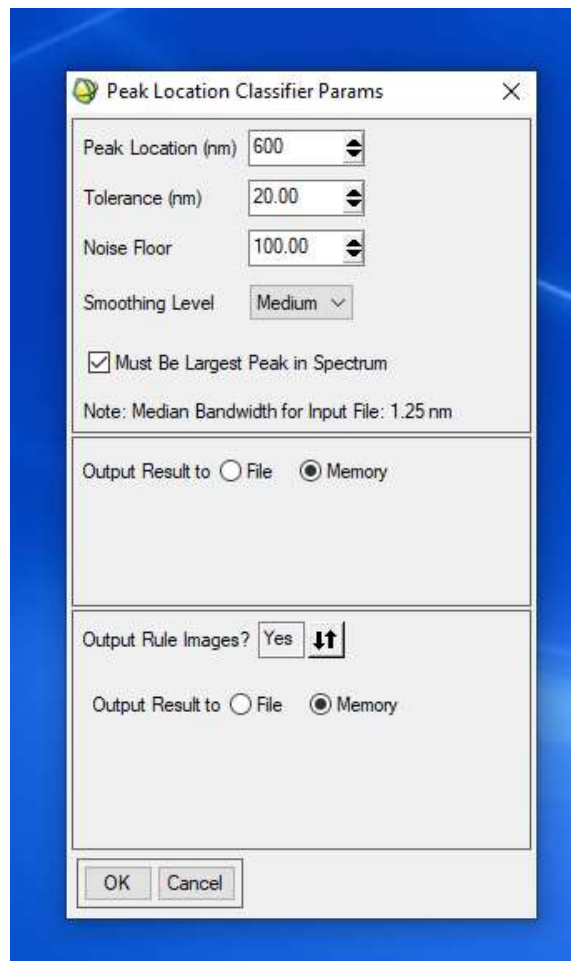 Peak Location Classifier Params
Peak Location (nm) 600
Tolerance (nm) 20.00
Noise Floor 100.00
Smoothing Level Medium
Must Be Largest Peak in Spectrum
Note: Median Bandwidth for Input File: 1.25 nm
Output Result to File Memory
Output Rule Images? Yes
Output Result to File Memory
OK Cancel